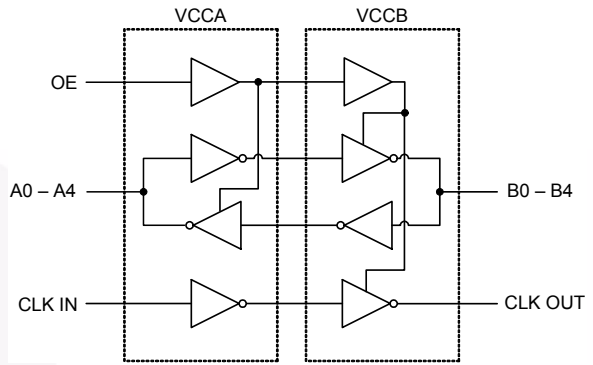 VCCA VCCB
OE
A0 – A4 B0 – B4
CLK IN CLK OUT